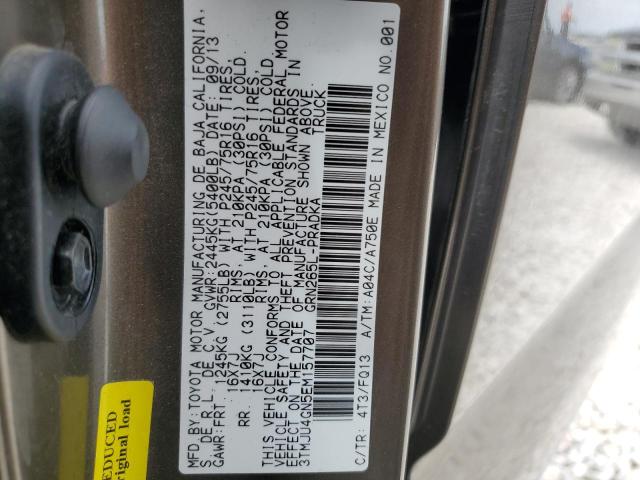 MFD.BY:TOYOTA MOTOR MANUFACTURING DE BAJA CALIFORNIA,
S. DE R.L. DE C.V. GVWR:2445KG(5400LB) DATE: 09/13
GAWR:FRT. 1245KG (2755LB) WITH P245/75R16 TIRES,
16X7J RIMS, AT 210KPA (30PSI) COLD.
RR. 1410KG (3110LB) WITH P245/75R16 TIRES,
16X7J RIMS, AT 210KPA (30PSI) COLD.
THIS VEHICLE CONFORMS TO ALL APPLICABLE FEDERAL MOTOR
VEHICLE SAFETY AND THEFT PREVENTION STANDARDS IN
EFFECT ON THE DATE OF MANUFACTURE SHOWN ABOVE.
3TMJU4GN5EM157707 GRN265L-PRADKA TRUCK
C/TR: 4T3/FQ13 A/TM:A04C/A750E MADE IN MEXICO NO.001
EDUCED
riginal load